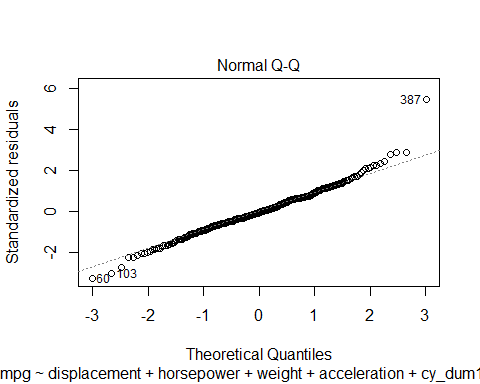 Normal Q-Q
Standardized residuals
6
4
2
0
-2
387
60
103
-3 -2 -1 0 1 2 3
Theoretical Quantiles
mpg ~ displacement + horsepower + weight + acceleration + cy_dum1